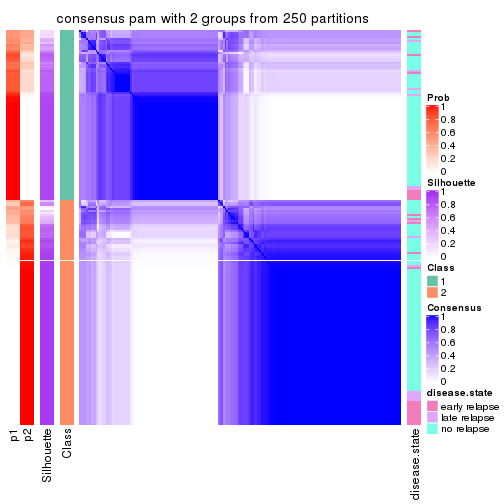 consensus pam with 2 groups from 250 partitions
Prob
1
0.8
0.6
0.4
0.2
0
Silhouette
1
0.8
0.6
0.4
0.2
0
Class
1
2
Consensus
1
0.8
0.6
0.4
0.2
0
disease.state
early relapse
late relapse
no relapse
p1
p2
Silhouette
Class
disease.state